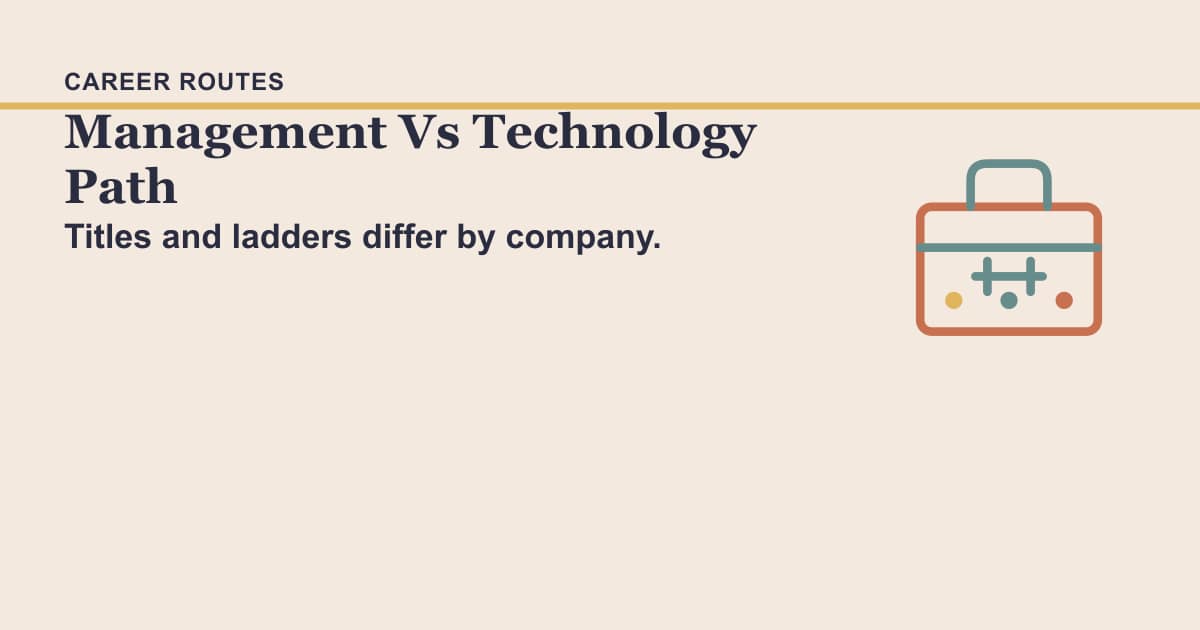 CAREER ROUTES
Management Vs Technology
Path
Titles and ladders differ by company.